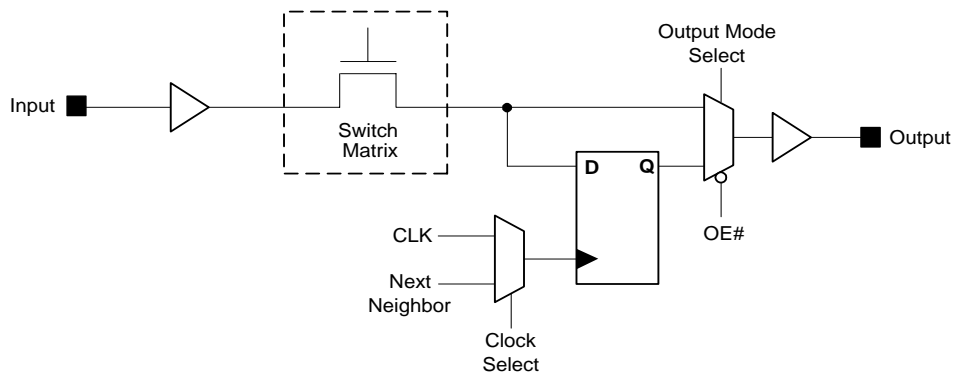 Output Mode
Select
Input
Switch
Matrix
Output
D
Q
CLK
OE#
Next
Neighbor
Clock
Select